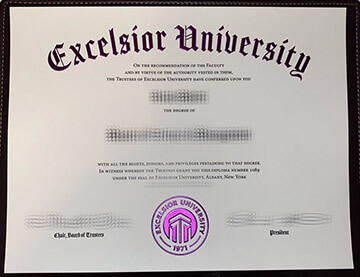 Excelsior University
On the recommendation of the Faculty
and by virtue of the authority vested in them,
the Trustees of Excelsior University have conferred upon you
the degree of
with all the rights, honors, and privileges pertaining to that degree.
In witness whereof the Trustees grant you this diploma number 1089
under the seal of Excelsior University, Albany, New York
EXCELSIOR UNIVERSITY
1971
Chair, Board of Trustees
President